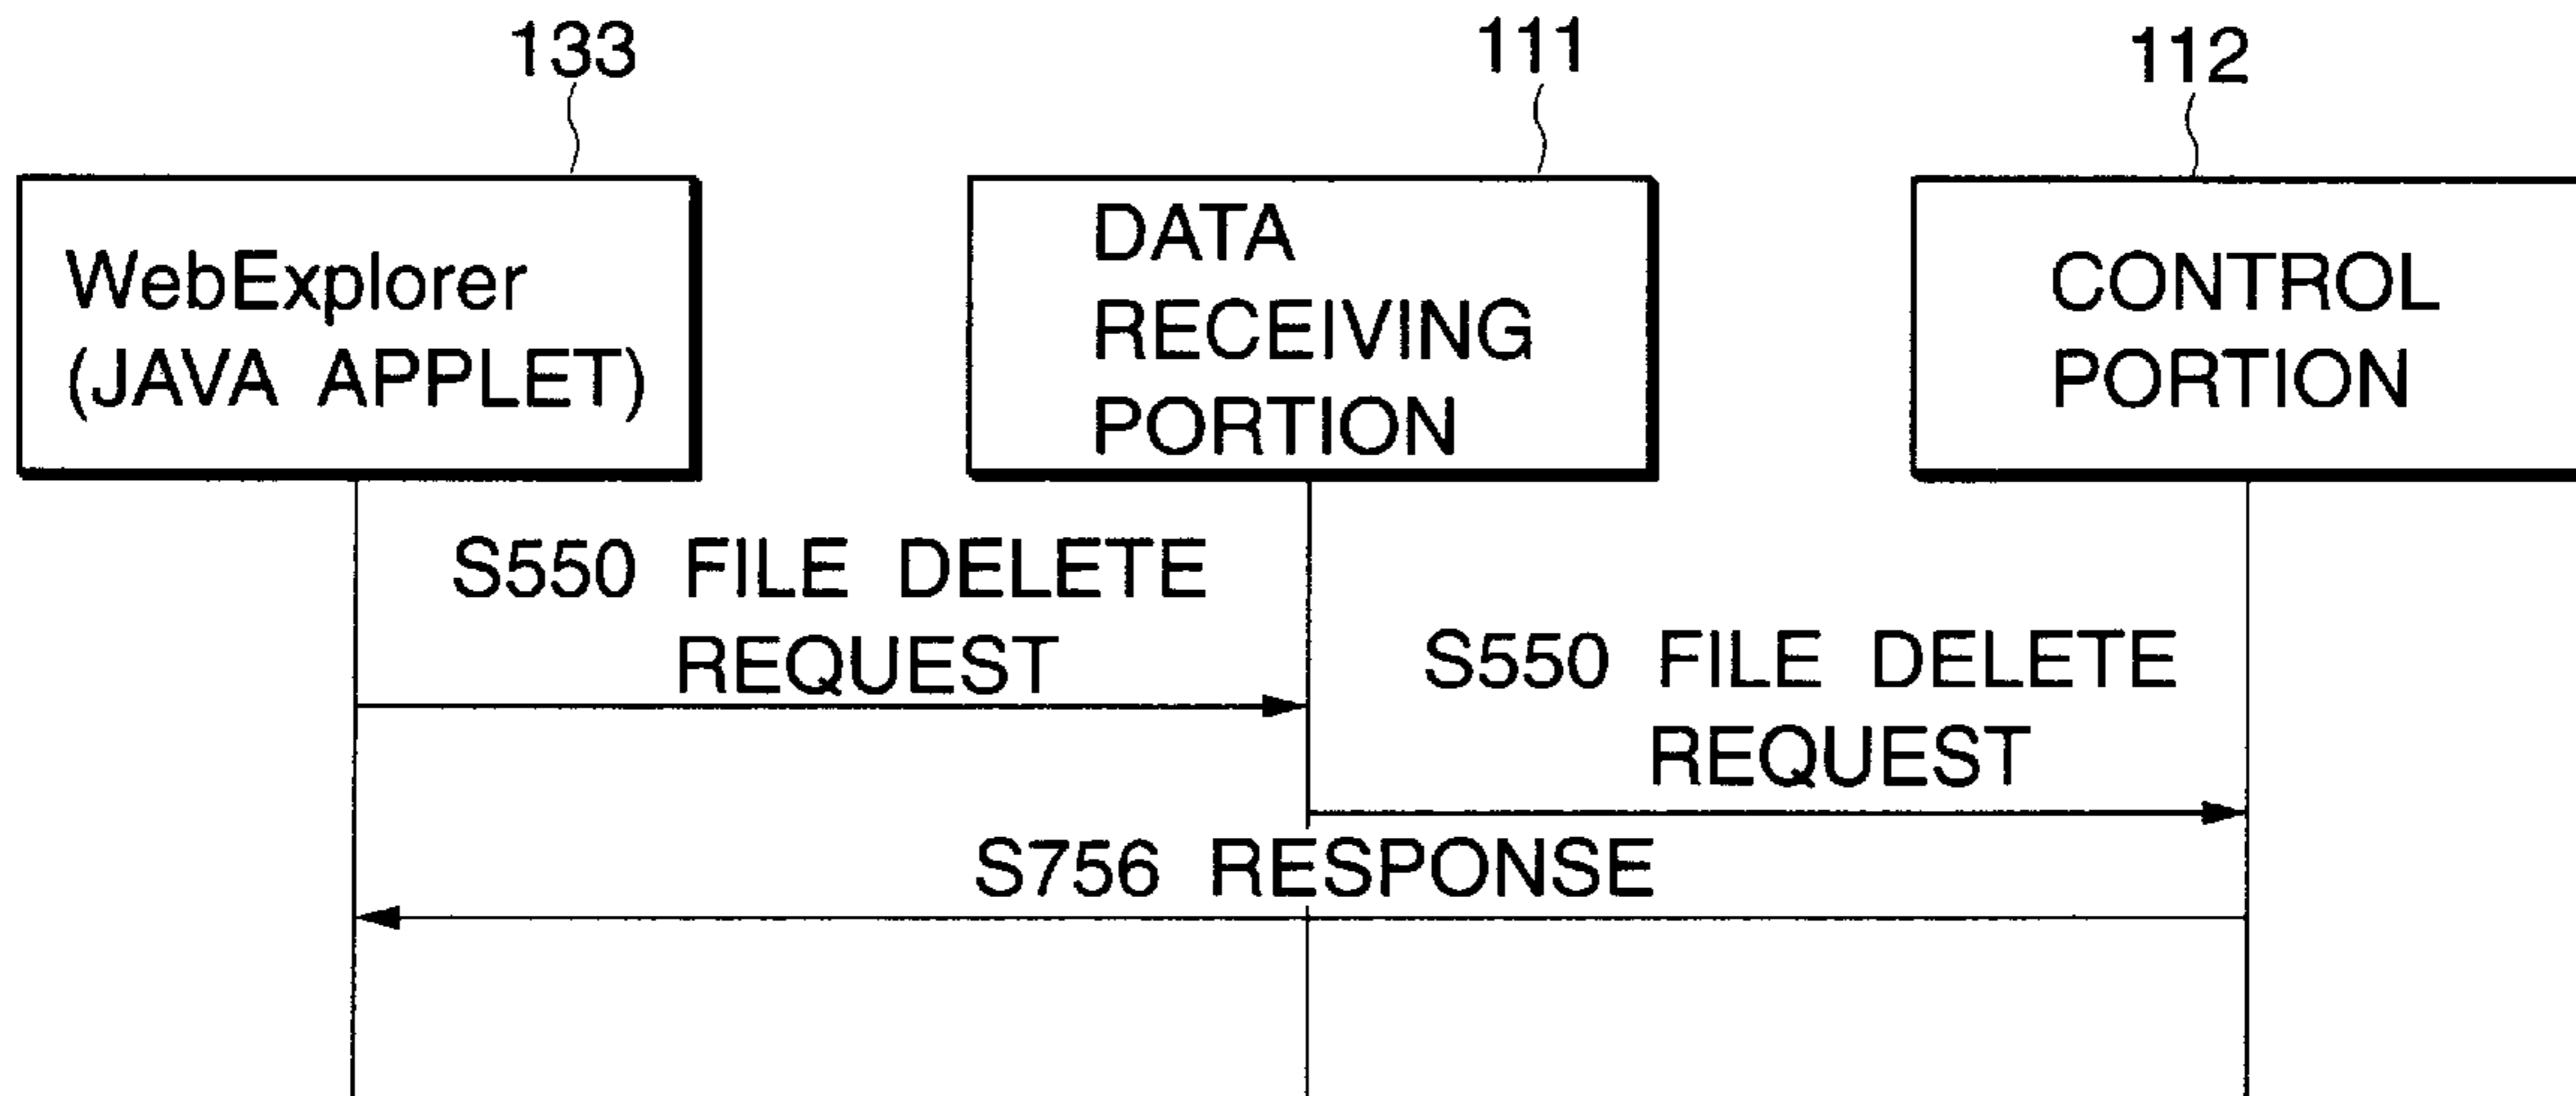 133
111
112
WebExplorer
(JAVA APPLET)
DATA
RECEIVING
PORTION
CONTROL
PORTION
S550 FILE DELETE
REQUEST
S550 FILE DELETE
REQUEST
S756 RESPONSE